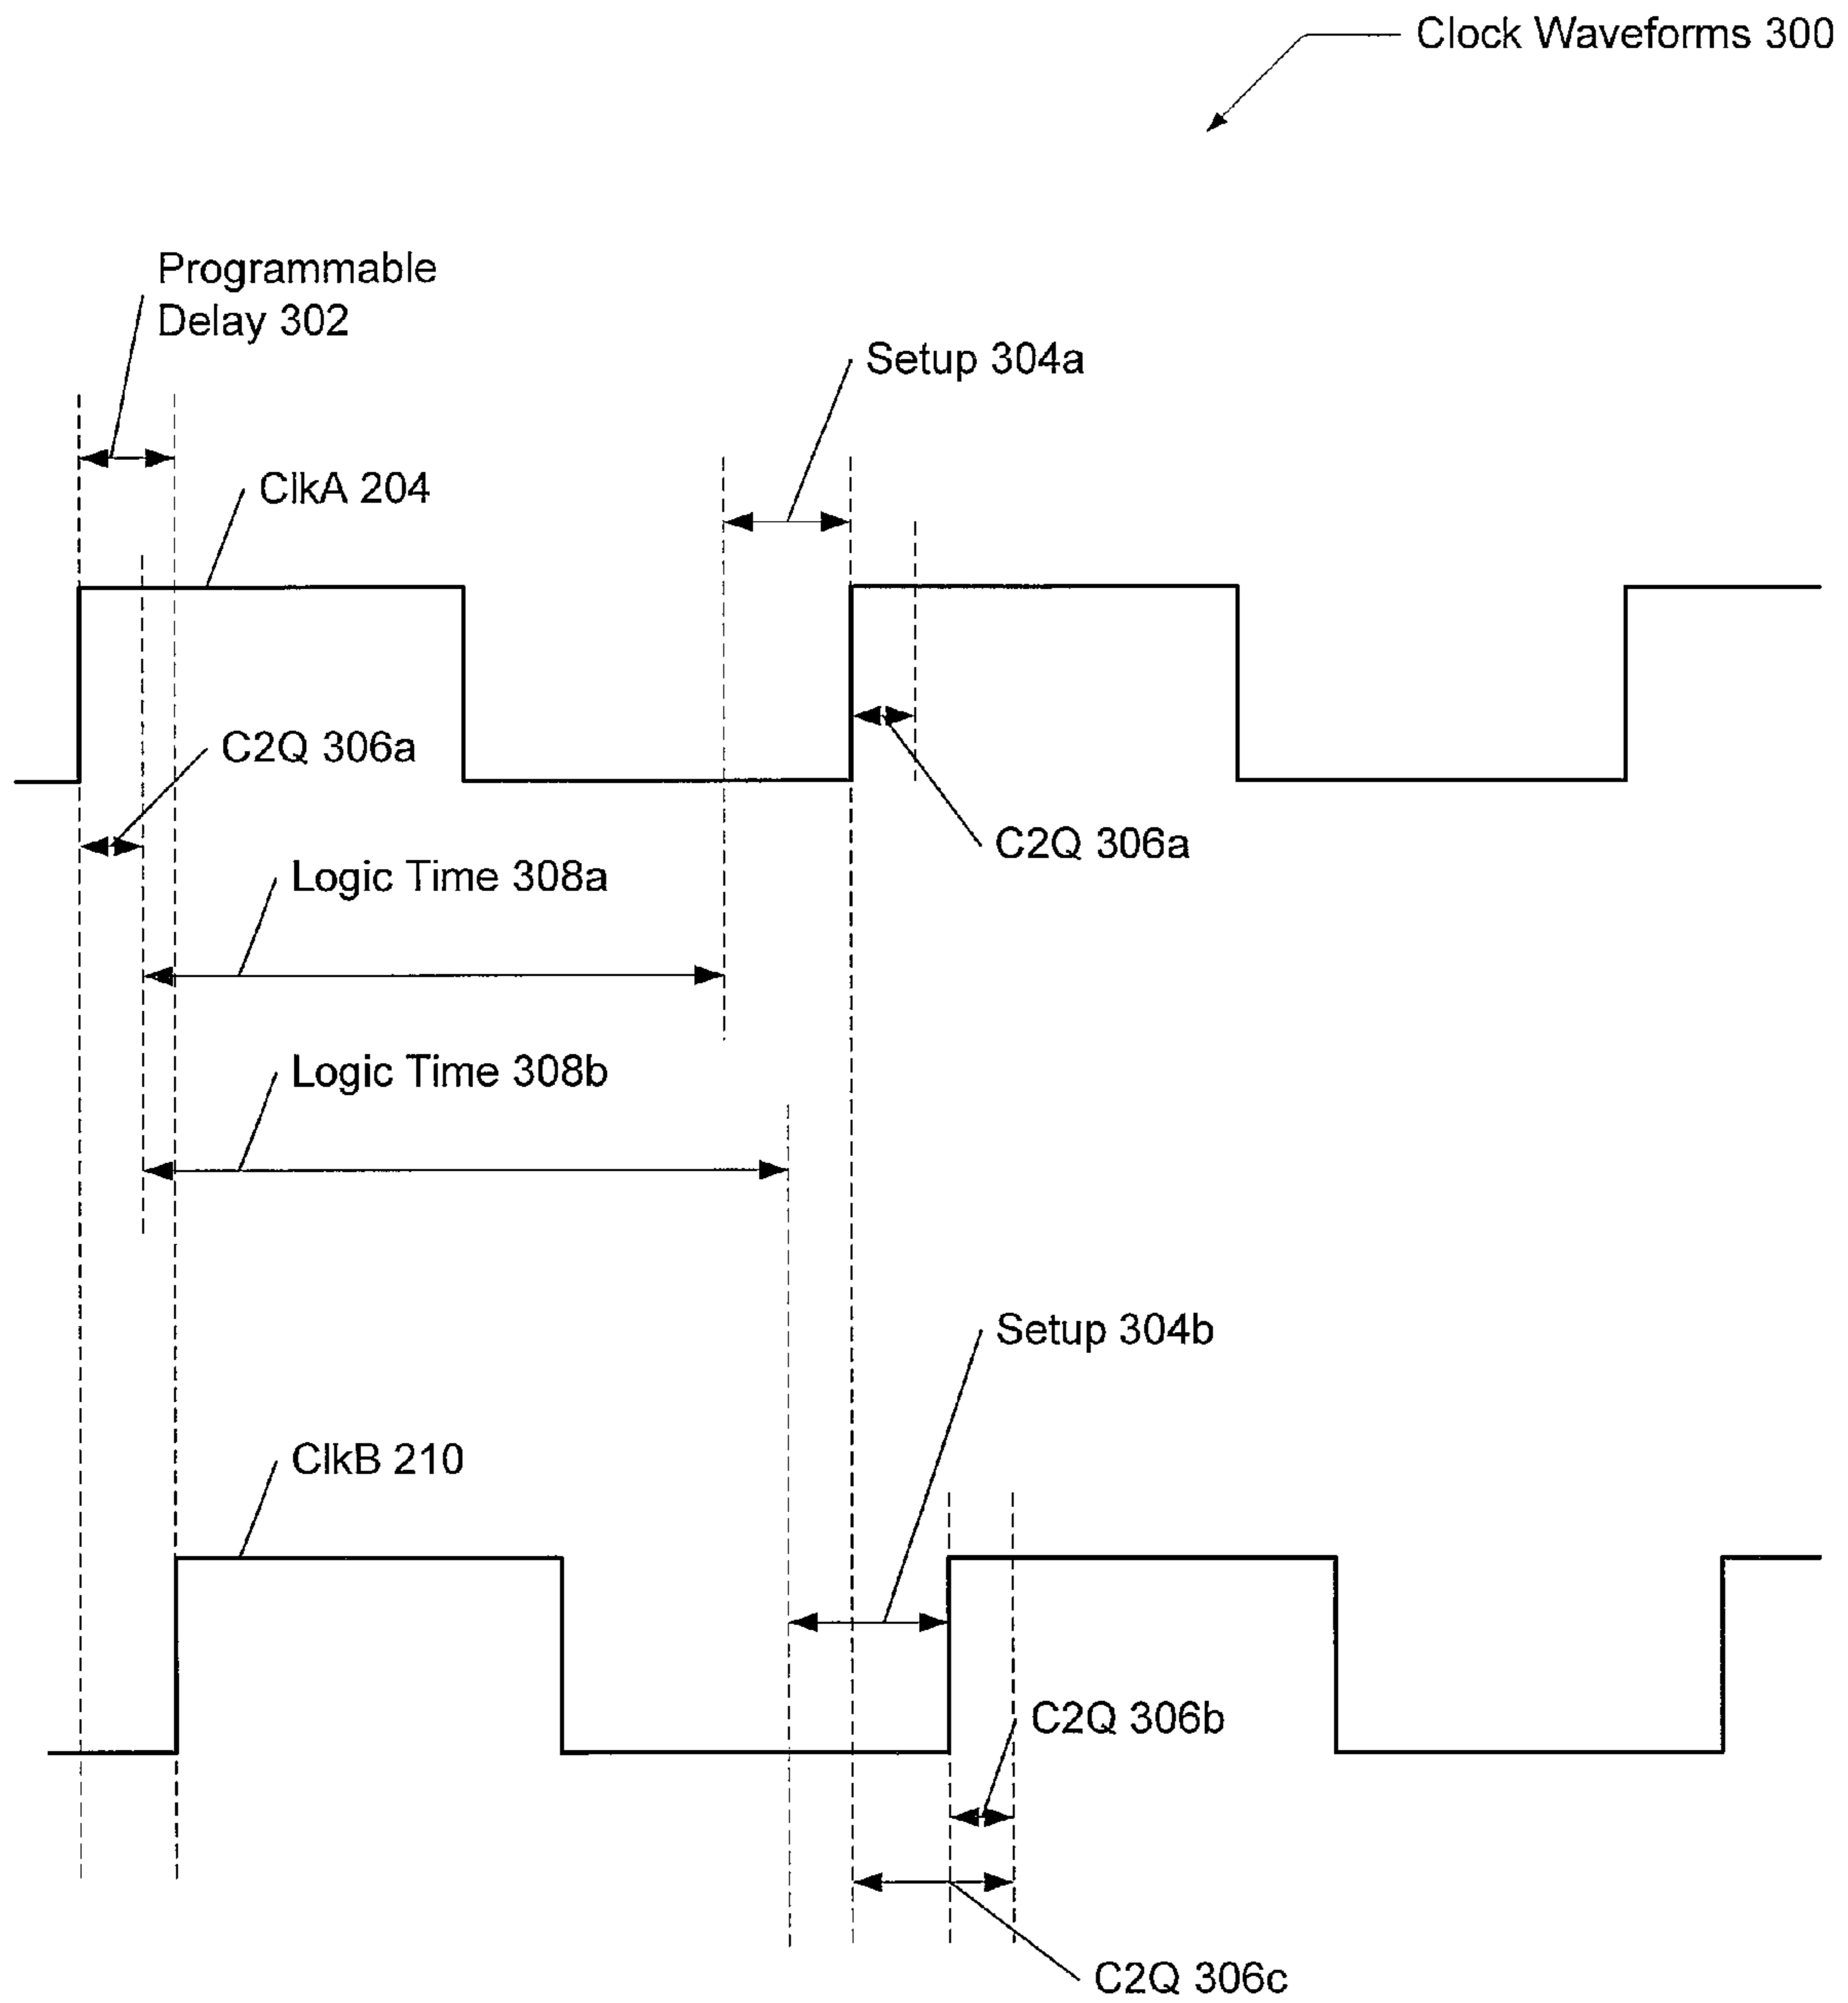 Clock Waveforms 300
Programmable
Delay 302
Setup 304a
ClkA 204
C2Q 306a
C2Q 306a
Logic Time 308a
Logic Time 308b
Setup 304b
ClkB 210
C2Q 306b
C2Q 306c